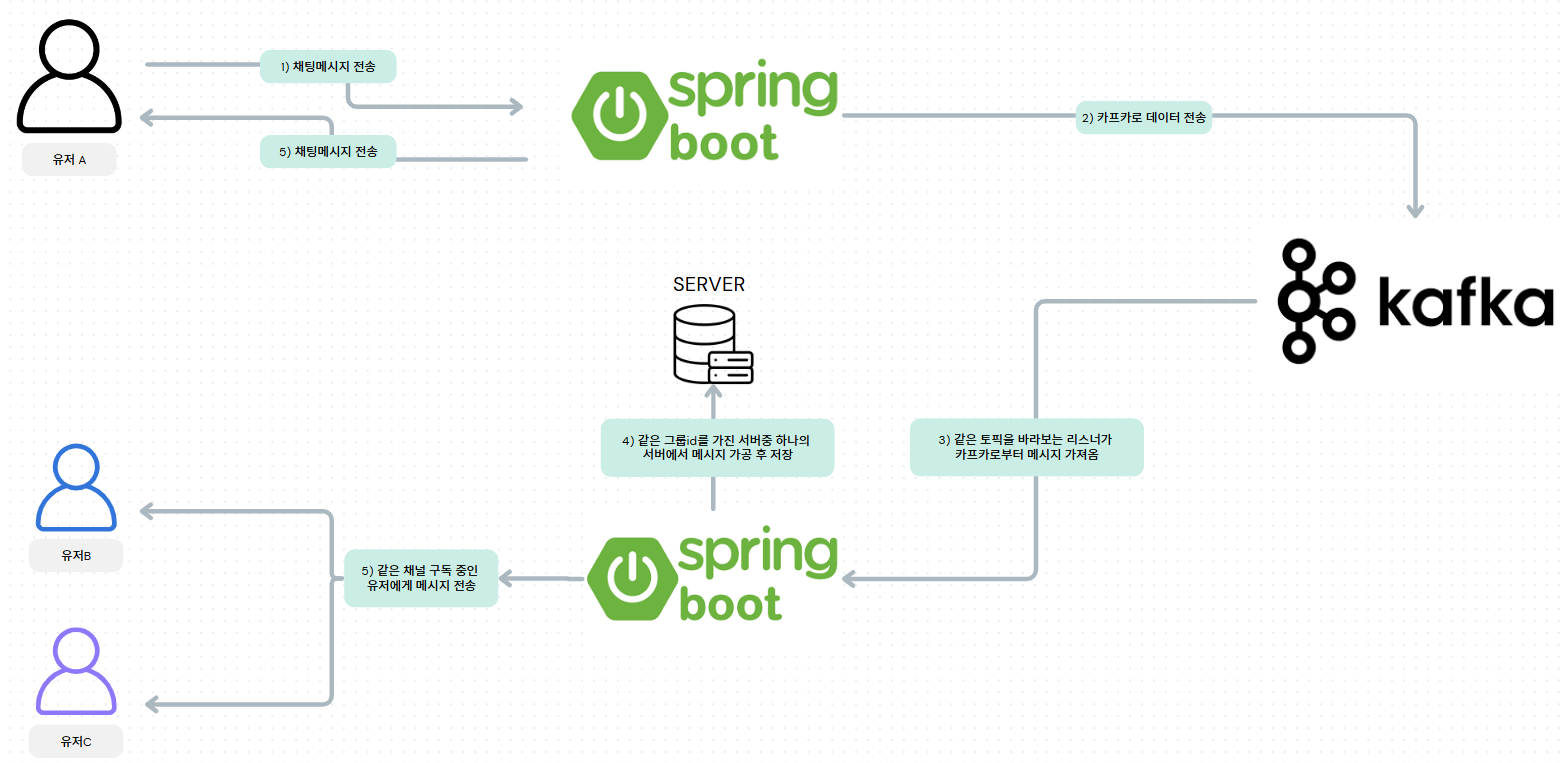 1) 채팅메시지 전송
spring
boot
2) 카프카로 데이터 전송
5) 채팅메시지 전송
유저 A
kafka
SERVER
4) 같은 그룹id를 가진 서버중 하나의
서버에서 메시지 가공 후 저장
3) 같은 토픽을 바라보는 리스너가
카프카로부터 메시지 가져옴
유저B
5) 같은 채널 구독 중인
유저에게 메시지 전송
spring
boot
유저C